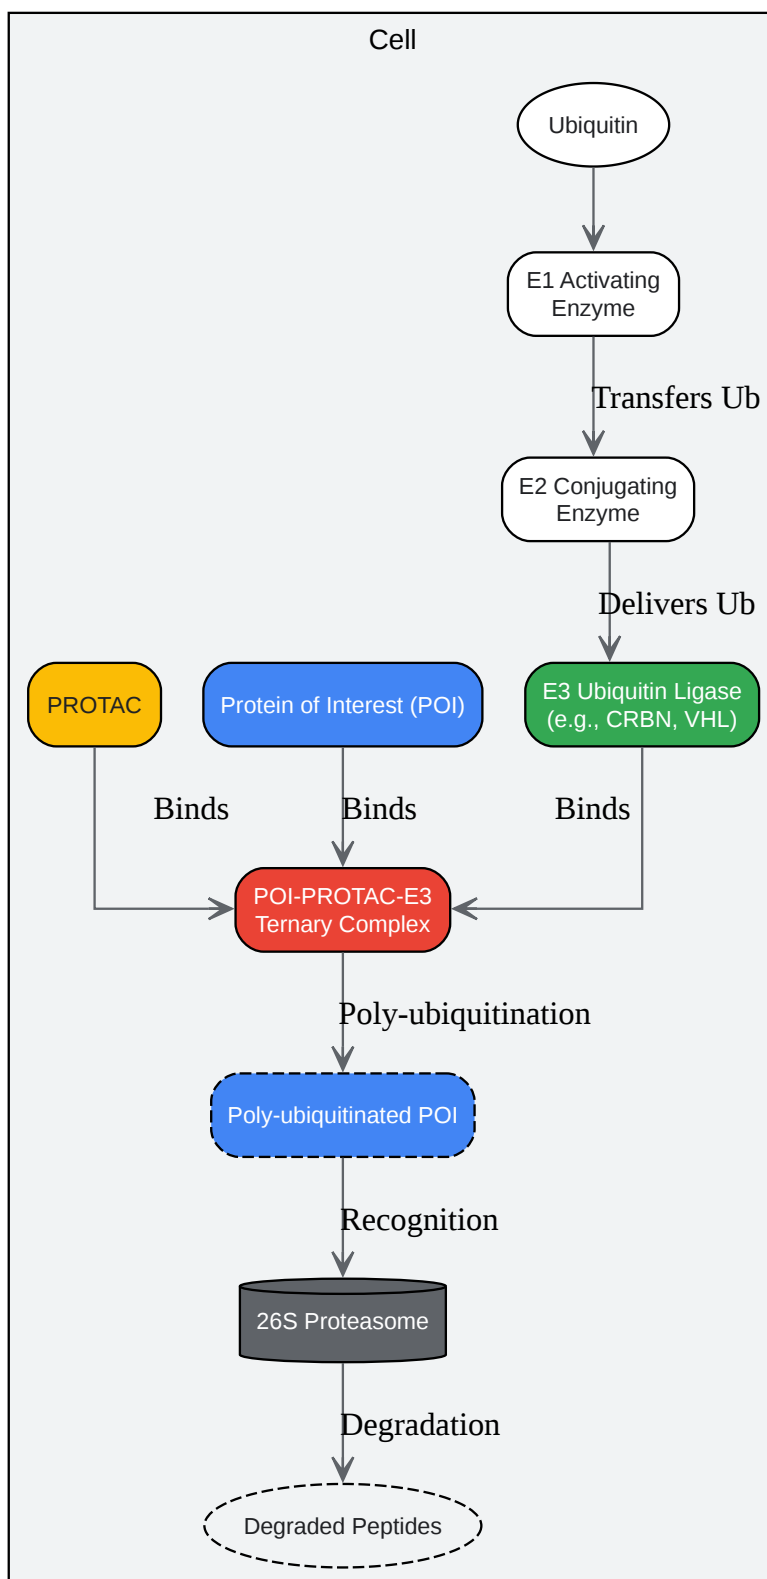 Cell
Ubiquitin
E1 Activating
Enzyme
Transfers Ub
E2 Conjugating
Enzyme
Delivers Ub
PROTAC
Protein of Interest (POI)
E3 Ubiquitin Ligase
(e.g., CRBN, VHL)
Binds
Binds
Binds
POI-PROTAC-E3
Ternary Complex
Poly-ubiquitination
Poly-ubiquitinated POI
Recognition
26S Proteasome
Degradation
Degraded Peptides